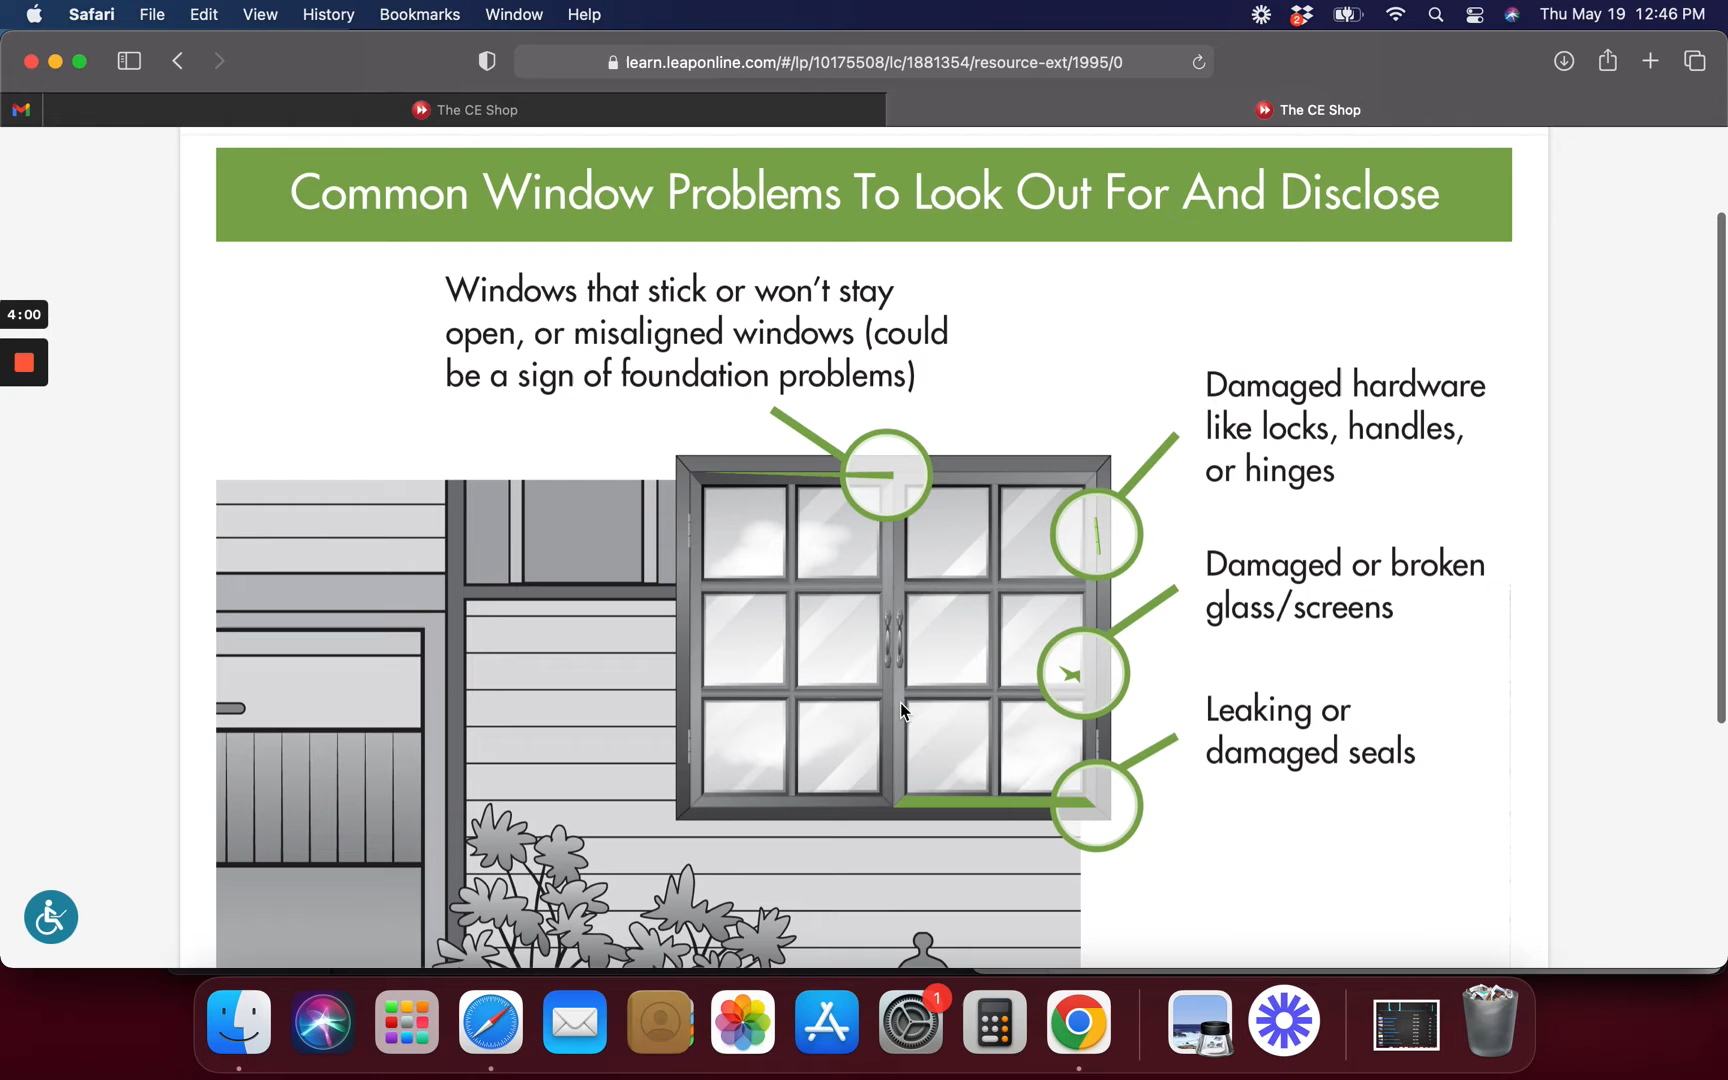 Safari File Edit View History Bookmarks Window Help
2
Thu May 19 12:46 PM
learn.leaponline.com/#/lp/10175508/lc/1881354/resource-ext/1995/0
The CE Shop
The CE Shop
Common Window Problems To Look Out For And Disclose
4:00
Windows that stick or won't stay
open, or misaligned windows (could
be a sign of foundation problems)
Damaged hardware
like locks, handles,
or hinges
Damaged or broken
glass/screens
Leaking or
damaged seals
1